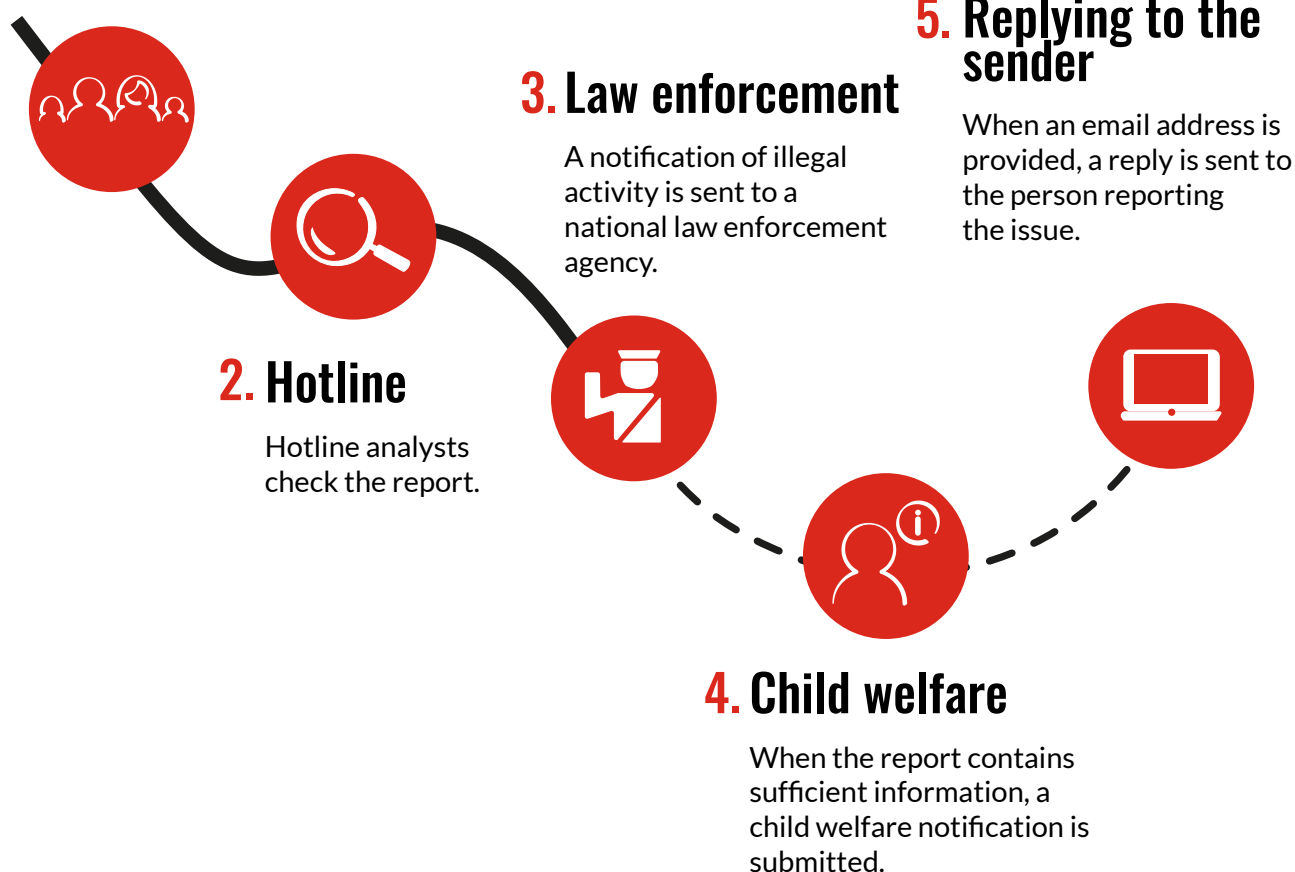 2. Hotline
Hotline analysts
check the report.
3. Law enforcement
A notification of illegal
activity is sent to a
national law enforcement
agency.
4. Child welfare
When the report contains
sufficient information, a
child welfare notification is
submitted.
5. Replying to the
sender
When an email address is
provided, a reply is sent to
the person reporting
the issue.